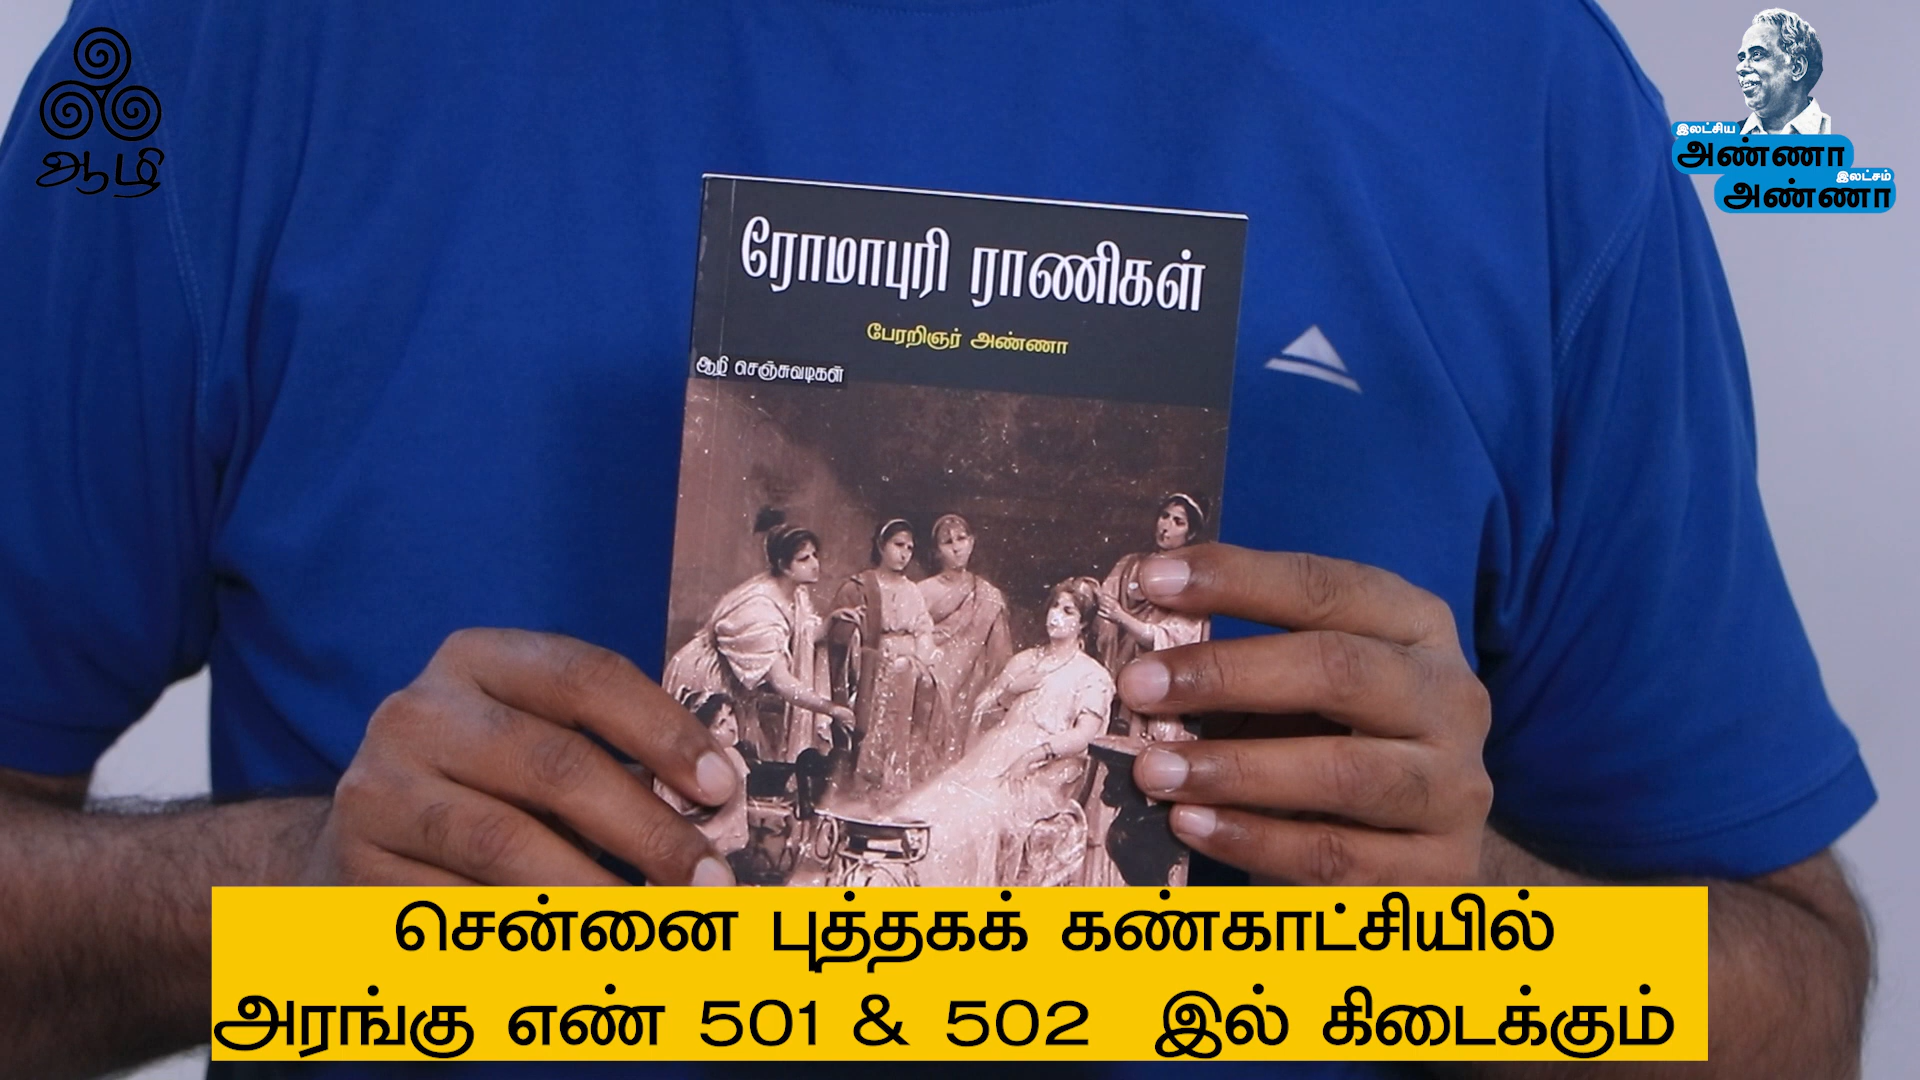 ஆழி
இலட்சிய
அண்ணா
இலட்சம்
அண்ணா
ரோமாபுரி ராணிகள்
பேரறிஞர் அண்ணா
ஆழி செஞ்சுவடிகள்
சென்னை புத்தகக் கண்காட்சியில்
அரங்கு எண் 501 & 502 இல் கிடைக்கும்